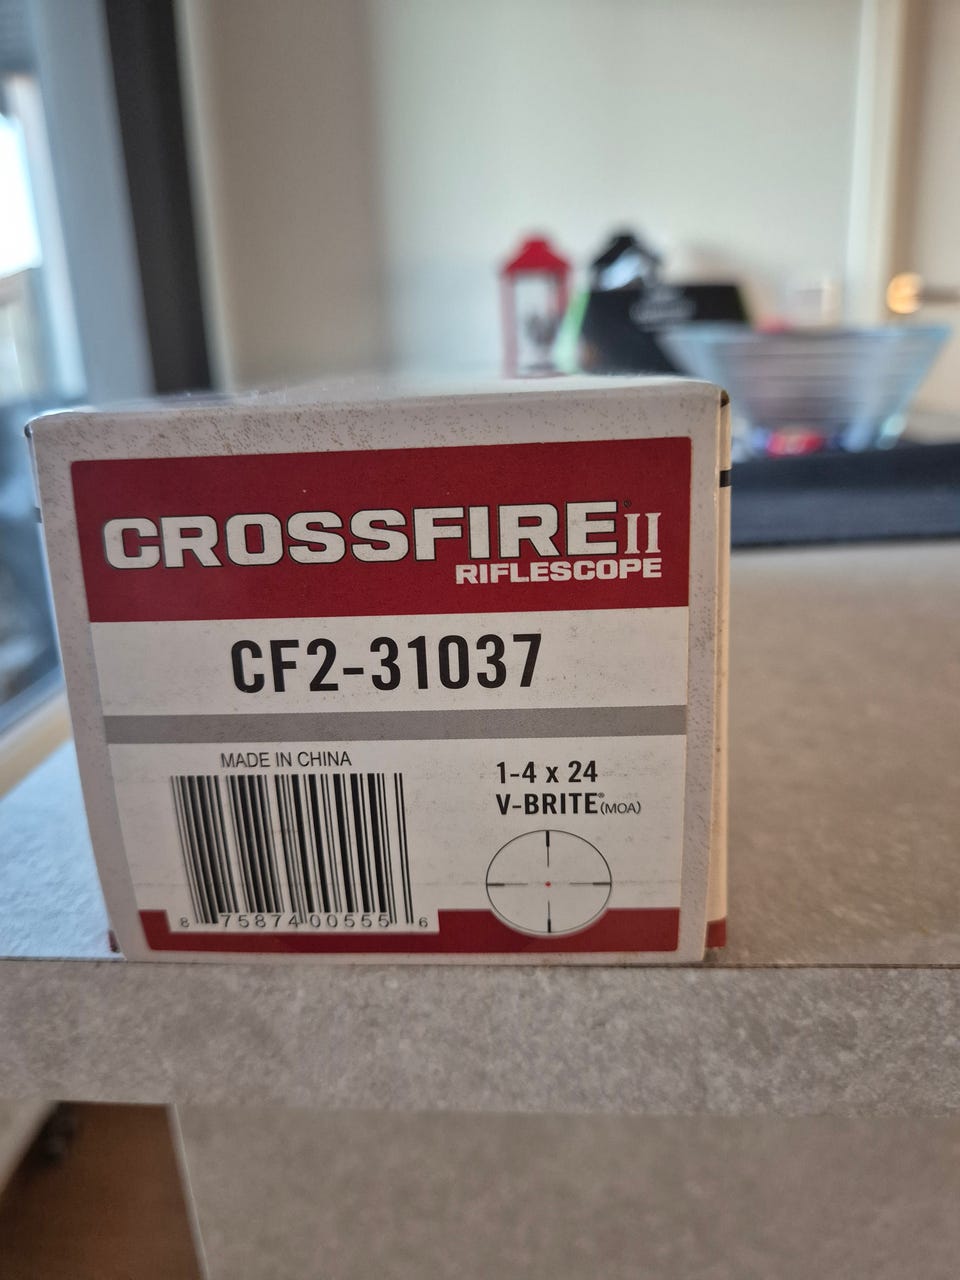 CROSSFIRE® II
RIFLESCOPE
CF2-31037
MADE IN CHINA
8 75874 00555 6
1-4 x 24
V-BRITE® (MOA)